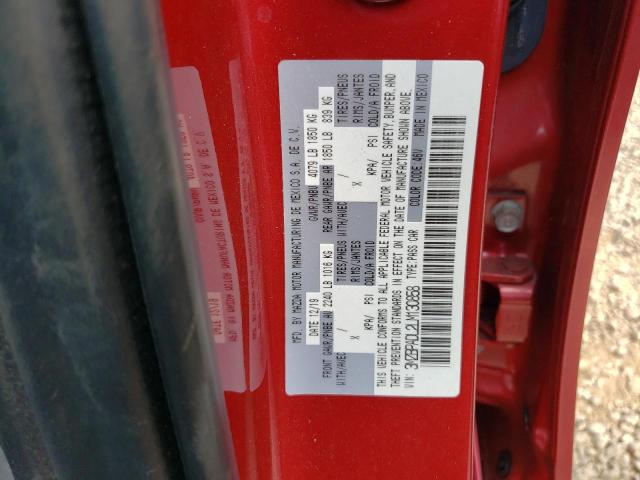 MFD. BY MAZDA MOTOR MANUFACTURING DE MEXICO S.A. DE C.V.
DATE 12/19 GVWR/PNBV 4079 LB 1850 KG
FRONT GAWR/PNBE AV 2240 LB 1016 KG REAR GAWR/PNBE AR 1850 LB 839 KG
WITH/AVEC TIRES/PNEUS WITH/AVEC TIRES/PNEUS
X / RIMS/JANTES X / RIMS/JANTES
KPA/ PSI COLD/A FROID KPA/ PSI COLD/A FROID
THIS VEHICLE CONFORMS TO ALL APPLICABLE FEDERAL MOTOR VEHICLE SAFETY, BUMPER, AND
THEFT PREVENTION STANDARDS IN EFFECT ON THE DATE OF MANUFACTURE SHOWN ABOVE.
VIN: 3MZBPADL2LM130858 TYPE:PASS CAR COLOR CODE:46V MADE IN MEXICO